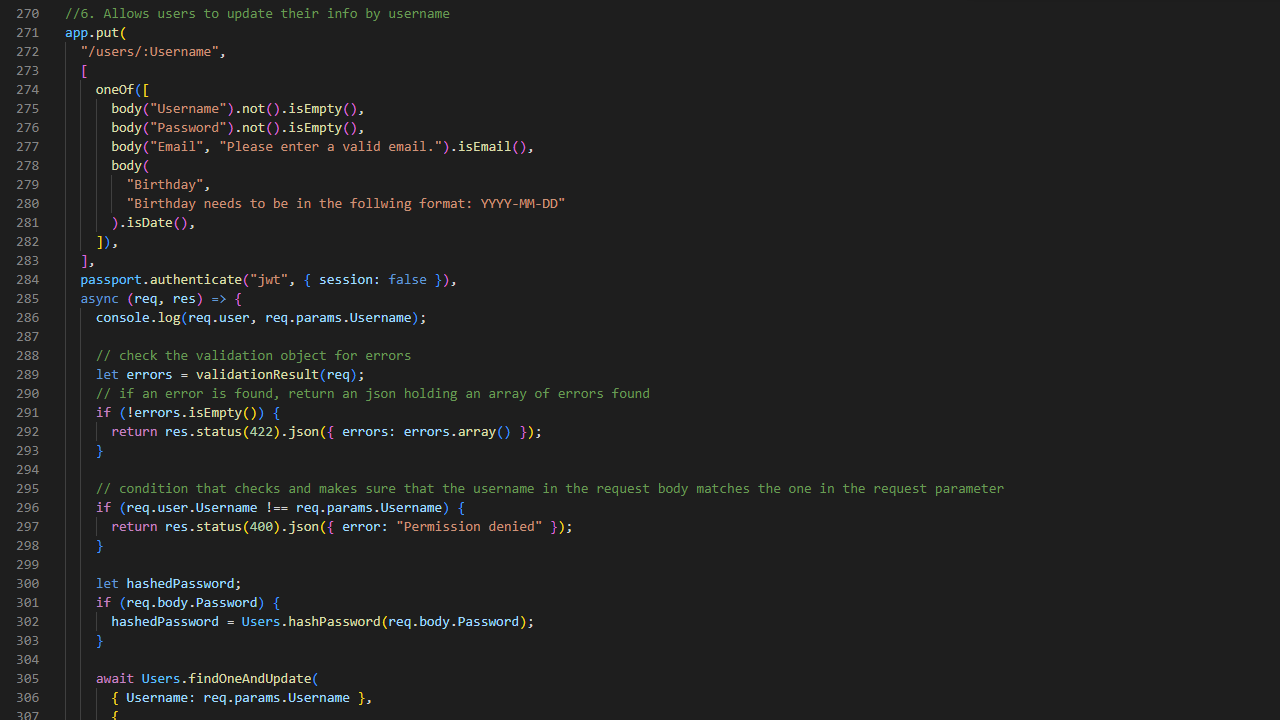 270 //6. Allows users to update their info by username
271 app.put(
272 "/users/:Username",
273 [
274 oneOf([
275 body("Username").not().isEmpty(),
276 body("Password").not().isEmpty(),
277 body("Email", "Please enter a valid email.").isEmail(),
278 body(
279 "Birthday",
280 "Birthday needs to be in the follwing format: YYYY-MM-DD"
281 ).isDate(),
282 ]),
283 ],
284 passport.authenticate("jwt", { session: false }),
285 async (req, res) => {
286 console.log(req.user, req.params.Username);
287
288 // check the validation object for errors
289 let errors = validationResult(req);
290 // if an error is found, return an json holding an array of errors found
291 if (!errors.isEmpty()) {
292 return res.status(422).json({ errors: errors.array() });
293 }
294
295 // condition that checks and makes sure that the username in the request body matches the one in the request parameter
296 if (req.user.Username !== req.params.Username) {
297 return res.status(400).json({ error: "Permission denied" });
298 }
299
300 let hashedPassword;
301 if (req.body.Password) {
302 hashedPassword = Users.hashPassword(req.body.Password);
303 }
304
305 await Users.findOneAndUpdate(
306 { Username: req.params.Username },
307 {